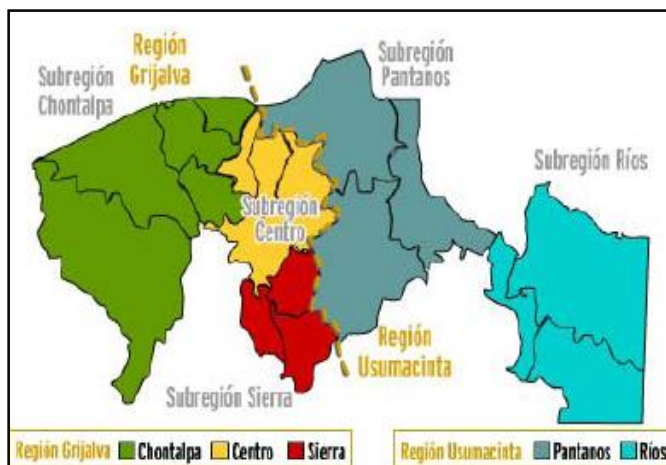 Región
Grijalva
Subregión
Chontalpa
Subregión
Pantanos
Subregión Ríos
Subregión
Centro
Región
Usumacinta
Subregión Sierra
Región Grijalva Chontalpa Centro Sierra
Región Usumacinta Pantanos Ríos